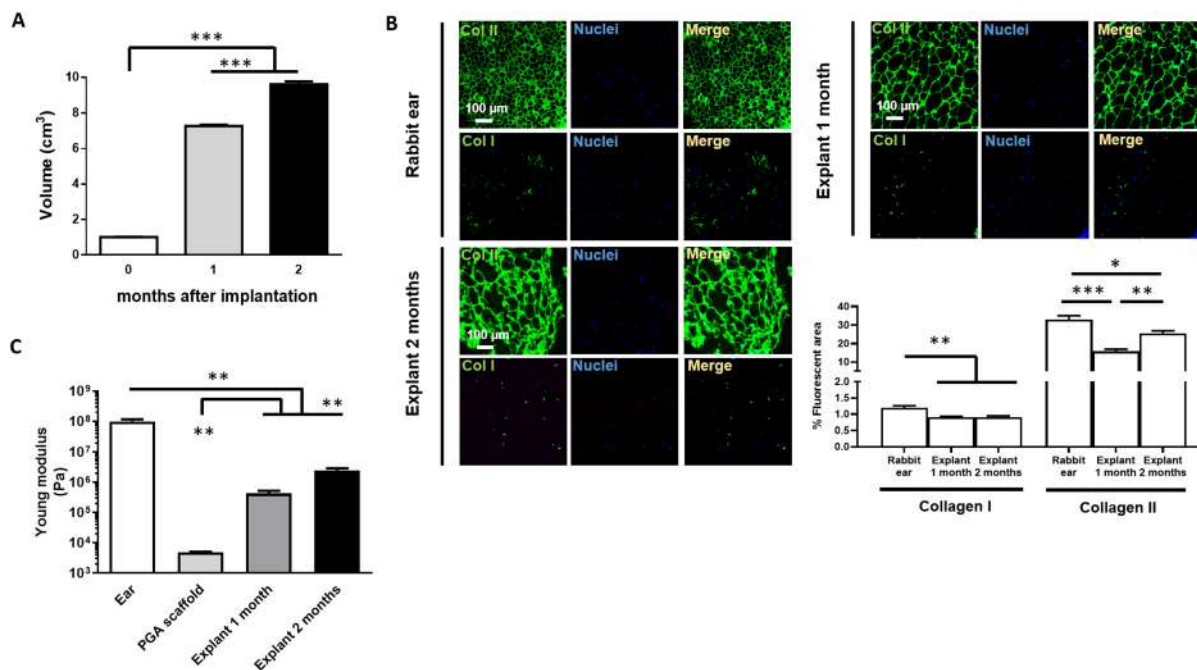 A
***
***
Volume (cm³)
10
8
6
4
2
0
0 1 2
months after implantation
B
Rabbit ear
Col II Nuclei Merge
100 µm
Col I Nuclei Merge
Explant 2 months
Col II Nuclei Merge
100 µm
Col I Nuclei Merge
Explant 1 month
Col II Nuclei Merge
100 µm
Col I Nuclei Merge
*
*** **
**
% Fluorescent area
40
30
20
10
2.0
1.5
1.0
0.5
0.0
Rabbit ear
Explant 1 month
Explant 2 months
Rabbit ear
Explant 1 month
Explant 2 months
Collagen I Collagen II
C
**
**
**
Young modulus
(Pa)
10⁹
10⁸
10⁷
10⁶
10⁵
10⁴
10³
Ear
PGA scaffold
Explant 1 month
Explant 2 months